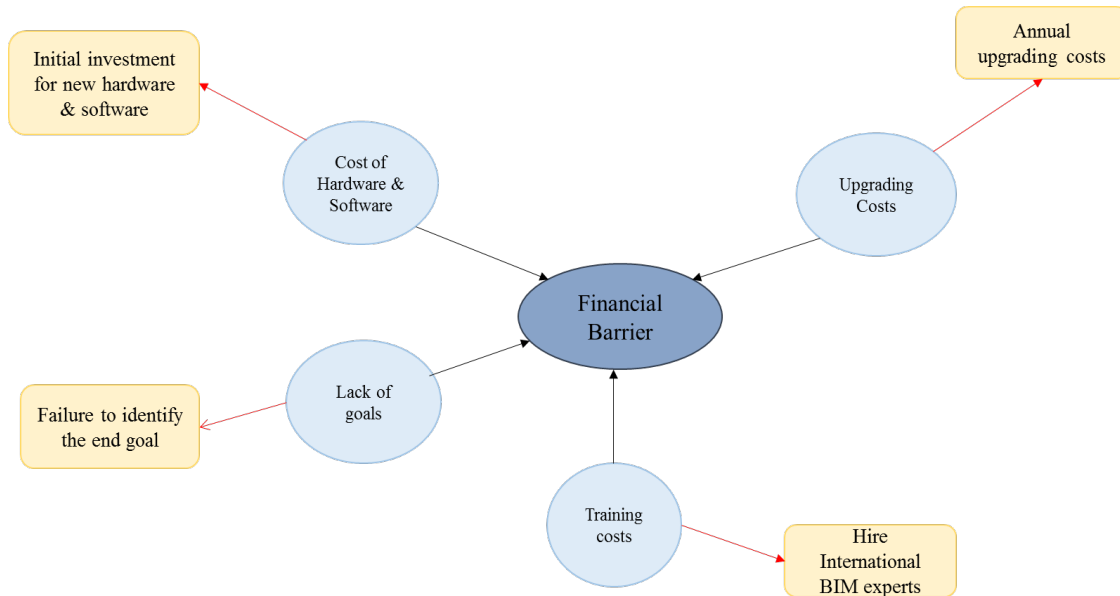 Annual
upgrading costs
Initial investment
for new hardware
& software
Cost of
Hardware &
Software
Upgrading
Costs
Financial
Barrier
Lack of
goals
Failure to identify
the end goal
Training
costs
Hire
International
BIM experts